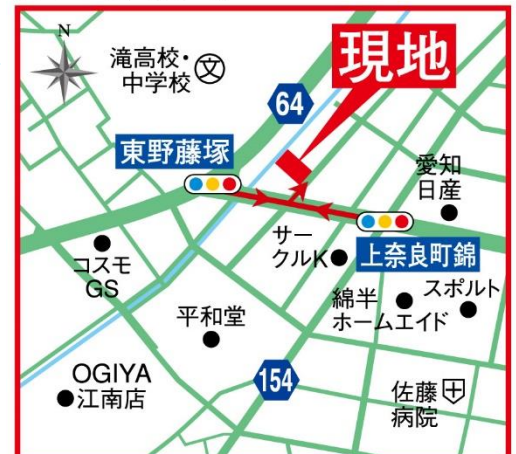 N
滝高校・
中学校
文
現地
64
東野藤塚
愛知
日産
サー
クルK
上奈良町錦
コスモ
GS
スポルト
綿半
ホームエイド
平和堂
OGIYA
江南店
154
佐藤
病院